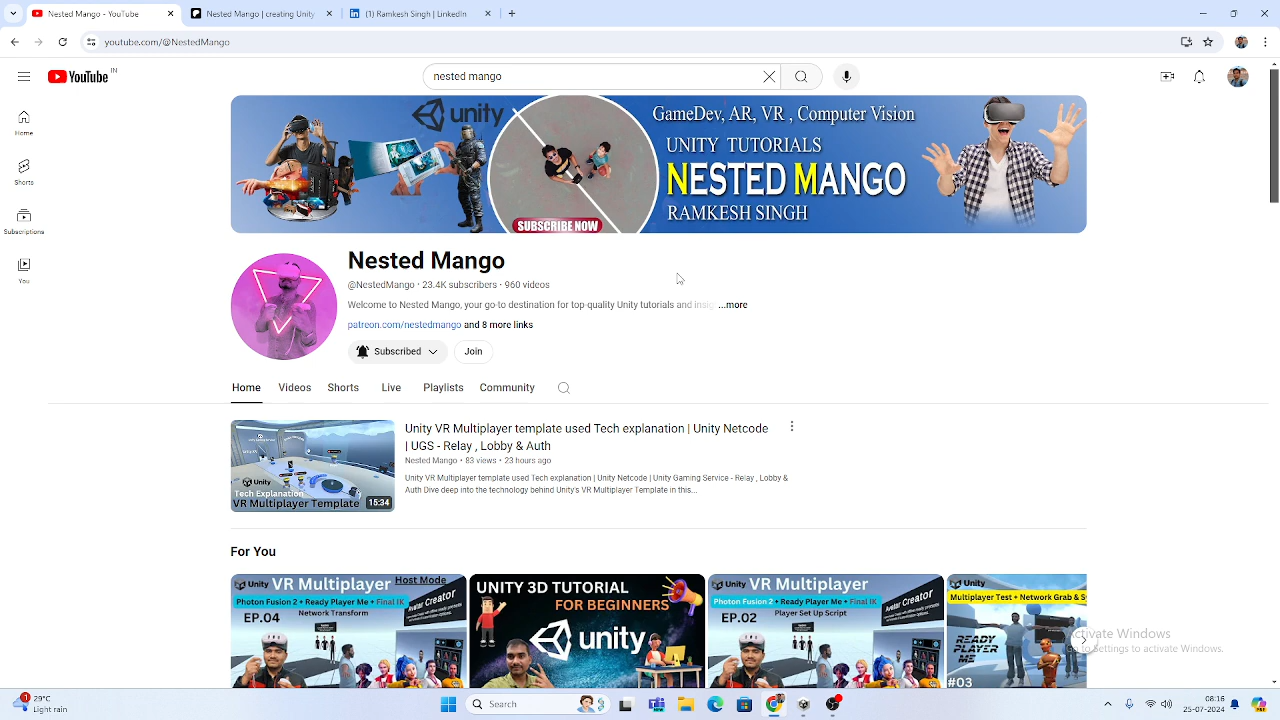 Nested Mango - YouTube
Nested Mango | creating Unity
(1) Ramkesh Singh | LinkedIn
youtube.com/@NestedMango
YouTube IN
nested mango
Home
Shorts
Subscriptions
You
unity
GameDev, AR, VR , Computer Vision
UNITY TUTORIALS
NESTED MANGO
RAMKESH SINGH
SUBSCRIBE NOW
Nested Mango
@NestedMango · 23.4K subscribers · 960 videos
Welcome to Nested Mango, your go-to destination for top-quality Unity tutorials and insig ...more
patreon.com/nestedmango and 8 more links
Subscribed
Join
Home Videos Shorts Live Playlists Community
Unity VR Multiplayer template used Tech explanation | Unity Netcode
| UGS - Relay , Lobby & Auth
Nested Mango · 83 views · 23 hours ago
Unity VR Multiplayer template used Tech explanation | Unity Netcode | Unity Gaming Service - Relay , Lobby &
Auth Dive deep into the technology behind Unity's VR Multiplayer Template in this...
Unity
Tech Explanation
VR Multiplayer Template
15:34
For You
Unity VR Multiplayer Host Mode
Photon Fusion 2 + Ready Player Me + Final IK
Network Transform
EP.04
Avatar Creator
UNITY 3D TUTORIAL
FOR BEGINNERS
unity
Unity VR Multiplayer
Photon Fusion 2 + Ready Player Me + Final IK
Player Set Up Script
EP.02
Avatar Creator
Unity
Multiplayer Test + Network Grab & S
READY
PLAYER
ME
#03
Activate Windows
Go to Settings to activate Windows.
1
29°C
Light rain
Search
08:16
25-07-2024